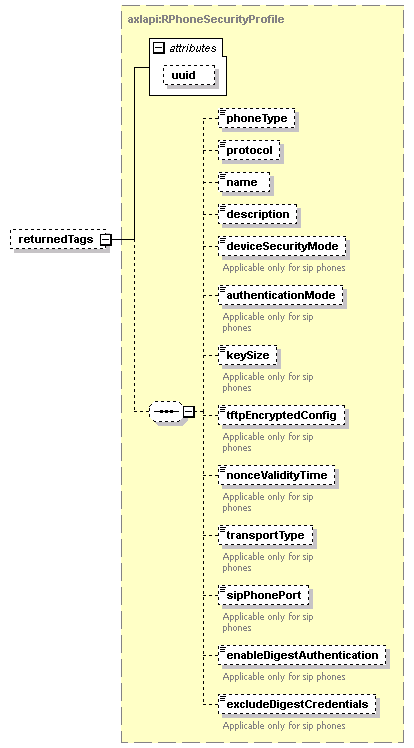 axlapi:RPhoneSecurityProfile
attributes
uuid
returnedTags
phoneType
protocol
name
description
deviceSecurityMode
Applicable only for sip phones
authenticationMode
Applicable only for sip
phones
keySize
Applicable only for sip
phones
tftpEncryptedConfig
Applicable only for sip
phones
nonceValidityTime
Applicable only for sip
phones
transportType
Applicable only for sip
phones
sipPhonePort
Applicable only for sip
phones
enableDigestAuthentication
Applicable only for sip phones
excludeDigestCredentials
Applicable only for sip phones